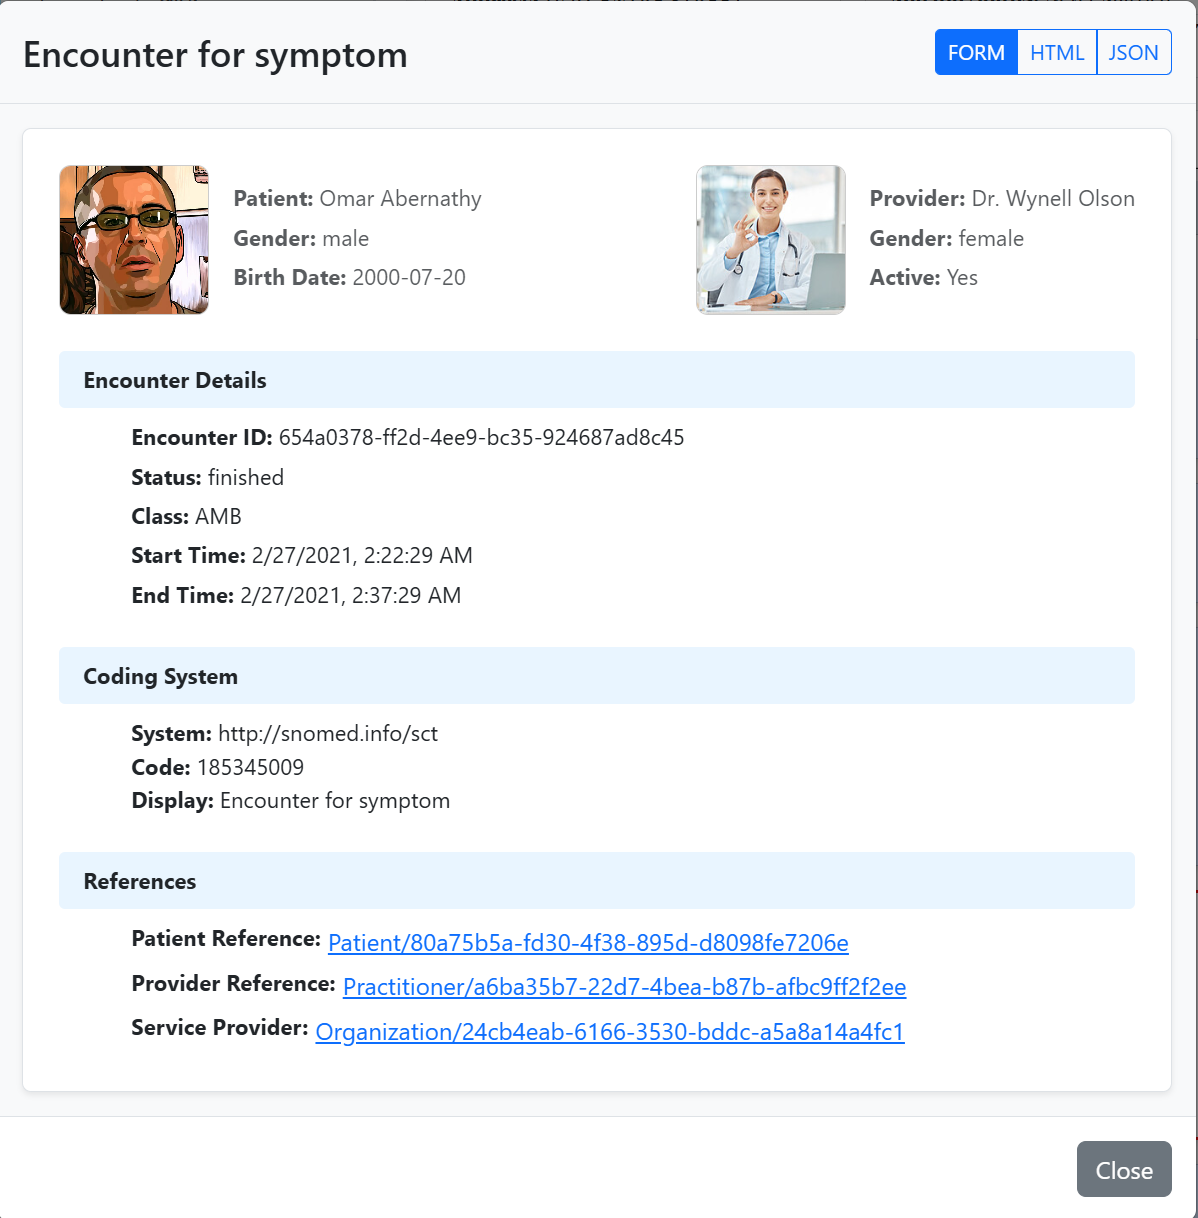 Encounter for symptom
FORM HTML JSON
Patient: Omar Abernathy
Gender: male
Birth Date: 2000-07-20
Provider: Dr. Wynell Olson
Gender: female
Active: Yes
Encounter Details
Encounter ID: 654a0378-ff2d-4ee9-bc35-924687ad8c45
Status: finished
Class: AMB
Start Time: 2/27/2021, 2:22:29 AM
End Time: 2/27/2021, 2:37:29 AM
Coding System
System: http://snomed.info/sct
Code: 185345009
Display: Encounter for symptom
References
Patient Reference: Patient/80a75b5a-fd30-4f38-895d-d8098fe7206e
Provider Reference: Practitioner/a6ba35b7-22d7-4bea-b87b-afbc9ff2f2ee
Service Provider: Organization/24cb4eab-6166-3530-bddc-a5a8a14a4fc1
Close